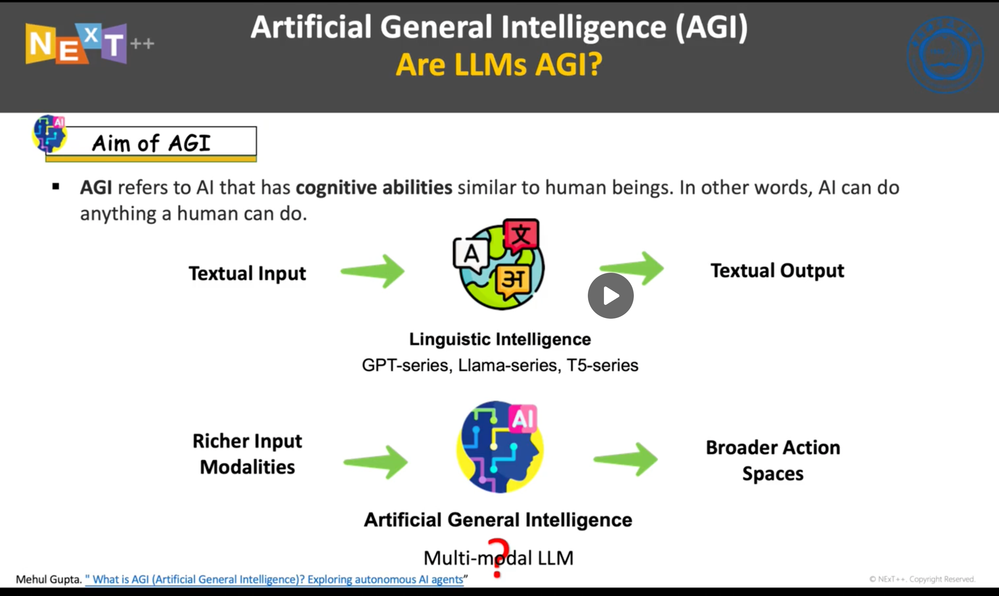 NExT++
Artificial General Intelligence (AGI)
Are LLMs AGI?
AI
Aim of AGI
▪ AGI refers to AI that has cognitive abilities similar to human beings. In other words, AI can do
anything a human can do.
Textual Input
A
文
अ
Textual Output
Linguistic Intelligence
GPT-series, Llama-series, T5-series
Richer Input
Modalities
AI
Broader Action
Spaces
Artificial General Intelligence
?
Multi-modal LLM
Mehul Gupta. " What is AGI (Artificial General Intelligence)? Exploring autonomous AI agents”
© NExT++. Copyright Reserved.